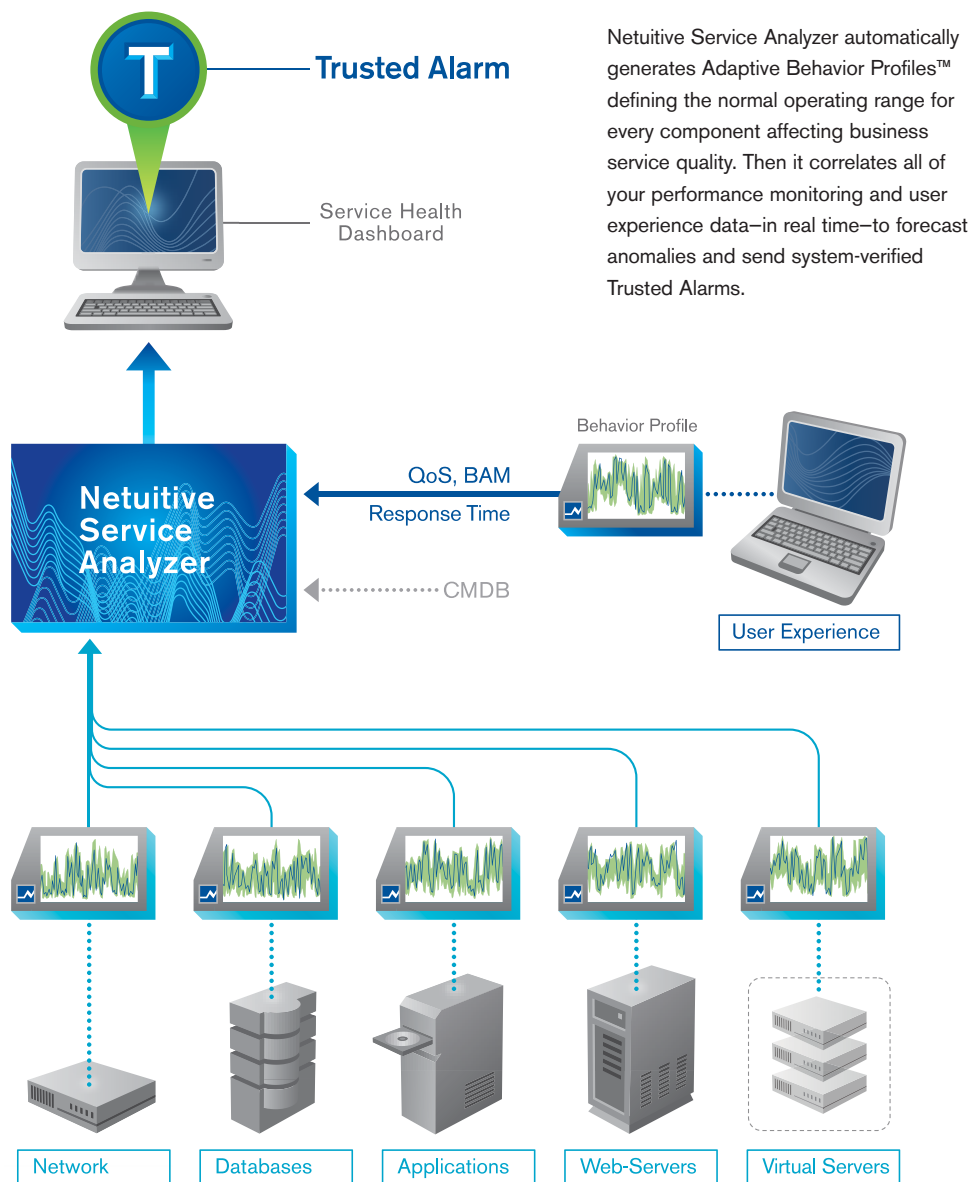 T
Trusted Alarm
Netuitive Service Analyzer automatically
generates Adaptive Behavior Profiles™
defining the normal operating range for
every component affecting business
service quality. Then it correlates all of
your performance monitoring and user
experience data–in real time–to forecast
anomalies and send system-verified
Trusted Alarms.
Service Health
Dashboard
Behavior Profile
Netuitive
Service
Analyzer
QoS, BAM
Response Time
CMDB
User Experience
Network
Databases
Applications
Web-Servers
Virtual Servers